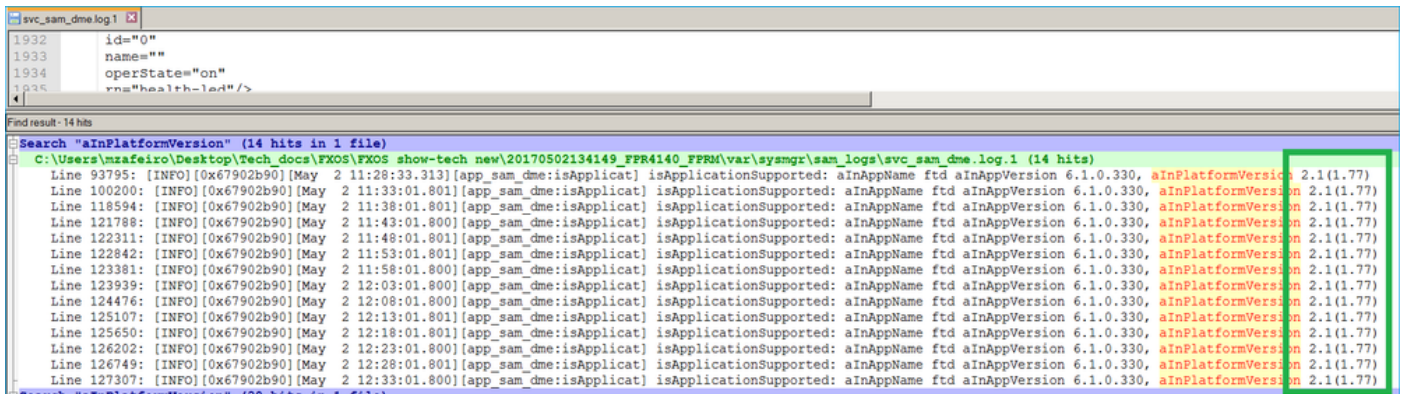 svc_sam_dme.log.1
1932 id="0"
1933 name=""
1934 operState="on"
1935 rn="health-led"/>
Find result - 14 hits
Search "aInPlatformVersion" (14 hits in 1 file)
C:\Users\mzafeiro\Desktop\Tech_docs\FXOS\FXOS show-tech new\20170502134149_FPR4140_FPRM\var\sysmgr\sam_logs\svc_sam_dme.log.1 (14 hits)
Line 93795: [INFO][0x67902b90][May 2 11:28:33.313][app_sam_dme:isApplicat] isApplicationSupported: aInAppName ftd aInAppVersion 6.1.0.330, aInPlatformVersion 2.1(1.77)
Line 100200: [INFO][0x67902b90][May 2 11:33:01.801][app_sam_dme:isApplicat] isApplicationSupported: aInAppName ftd aInAppVersion 6.1.0.330, aInPlatformVersion 2.1(1.77)
Line 118594: [INFO][0x67902b90][May 2 11:38:01.801][app_sam_dme:isApplicat] isApplicationSupported: aInAppName ftd aInAppVersion 6.1.0.330, aInPlatformVersion 2.1(1.77)
Line 121788: [INFO][0x67902b90][May 2 11:43:01.800][app_sam_dme:isApplicat] isApplicationSupported: aInAppName ftd aInAppVersion 6.1.0.330, aInPlatformVersion 2.1(1.77)
Line 122311: [INFO][0x67902b90][May 2 11:48:01.801][app_sam_dme:isApplicat] isApplicationSupported: aInAppName ftd aInAppVersion 6.1.0.330, aInPlatformVersion 2.1(1.77)
Line 122842: [INFO][0x67902b90][May 2 11:53:01.801][app_sam_dme:isApplicat] isApplicationSupported: aInAppName ftd aInAppVersion 6.1.0.330, aInPlatformVersion 2.1(1.77)
Line 123381: [INFO][0x67902b90][May 2 11:58:01.800][app_sam_dme:isApplicat] isApplicationSupported: aInAppName ftd aInAppVersion 6.1.0.330, aInPlatformVersion 2.1(1.77)
Line 123939: [INFO][0x67902b90][May 2 12:03:01.800][app_sam_dme:isApplicat] isApplicationSupported: aInAppName ftd aInAppVersion 6.1.0.330, aInPlatformVersion 2.1(1.77)
Line 124476: [INFO][0x67902b90][May 2 12:08:01.801][app_sam_dme:isApplicat] isApplicationSupported: aInAppName ftd aInAppVersion 6.1.0.330, aInPlatformVersion 2.1(1.77)
Line 125107: [INFO][0x67902b90][May 2 12:13:01.801][app_sam_dme:isApplicat] isApplicationSupported: aInAppName ftd aInAppVersion 6.1.0.330, aInPlatformVersion 2.1(1.77)
Line 125650: [INFO][0x67902b90][May 2 12:18:01.801][app_sam_dme:isApplicat] isApplicationSupported: aInAppName ftd aInAppVersion 6.1.0.330, aInPlatformVersion 2.1(1.77)
Line 126202: [INFO][0x67902b90][May 2 12:23:01.800][app_sam_dme:isApplicat] isApplicationSupported: aInAppName ftd aInAppVersion 6.1.0.330, aInPlatformVersion 2.1(1.77)
Line 126749: [INFO][0x67902b90][May 2 12:28:01.801][app_sam_dme:isApplicat] isApplicationSupported: aInAppName ftd aInAppVersion 6.1.0.330, aInPlatformVersion 2.1(1.77)
Line 127307: [INFO][0x67902b90][May 2 12:33:01.800][app_sam_dme:isApplicat] isApplicationSupported: aInAppName ftd aInAppVersion 6.1.0.330, aInPlatformVersion 2.1(1.77)